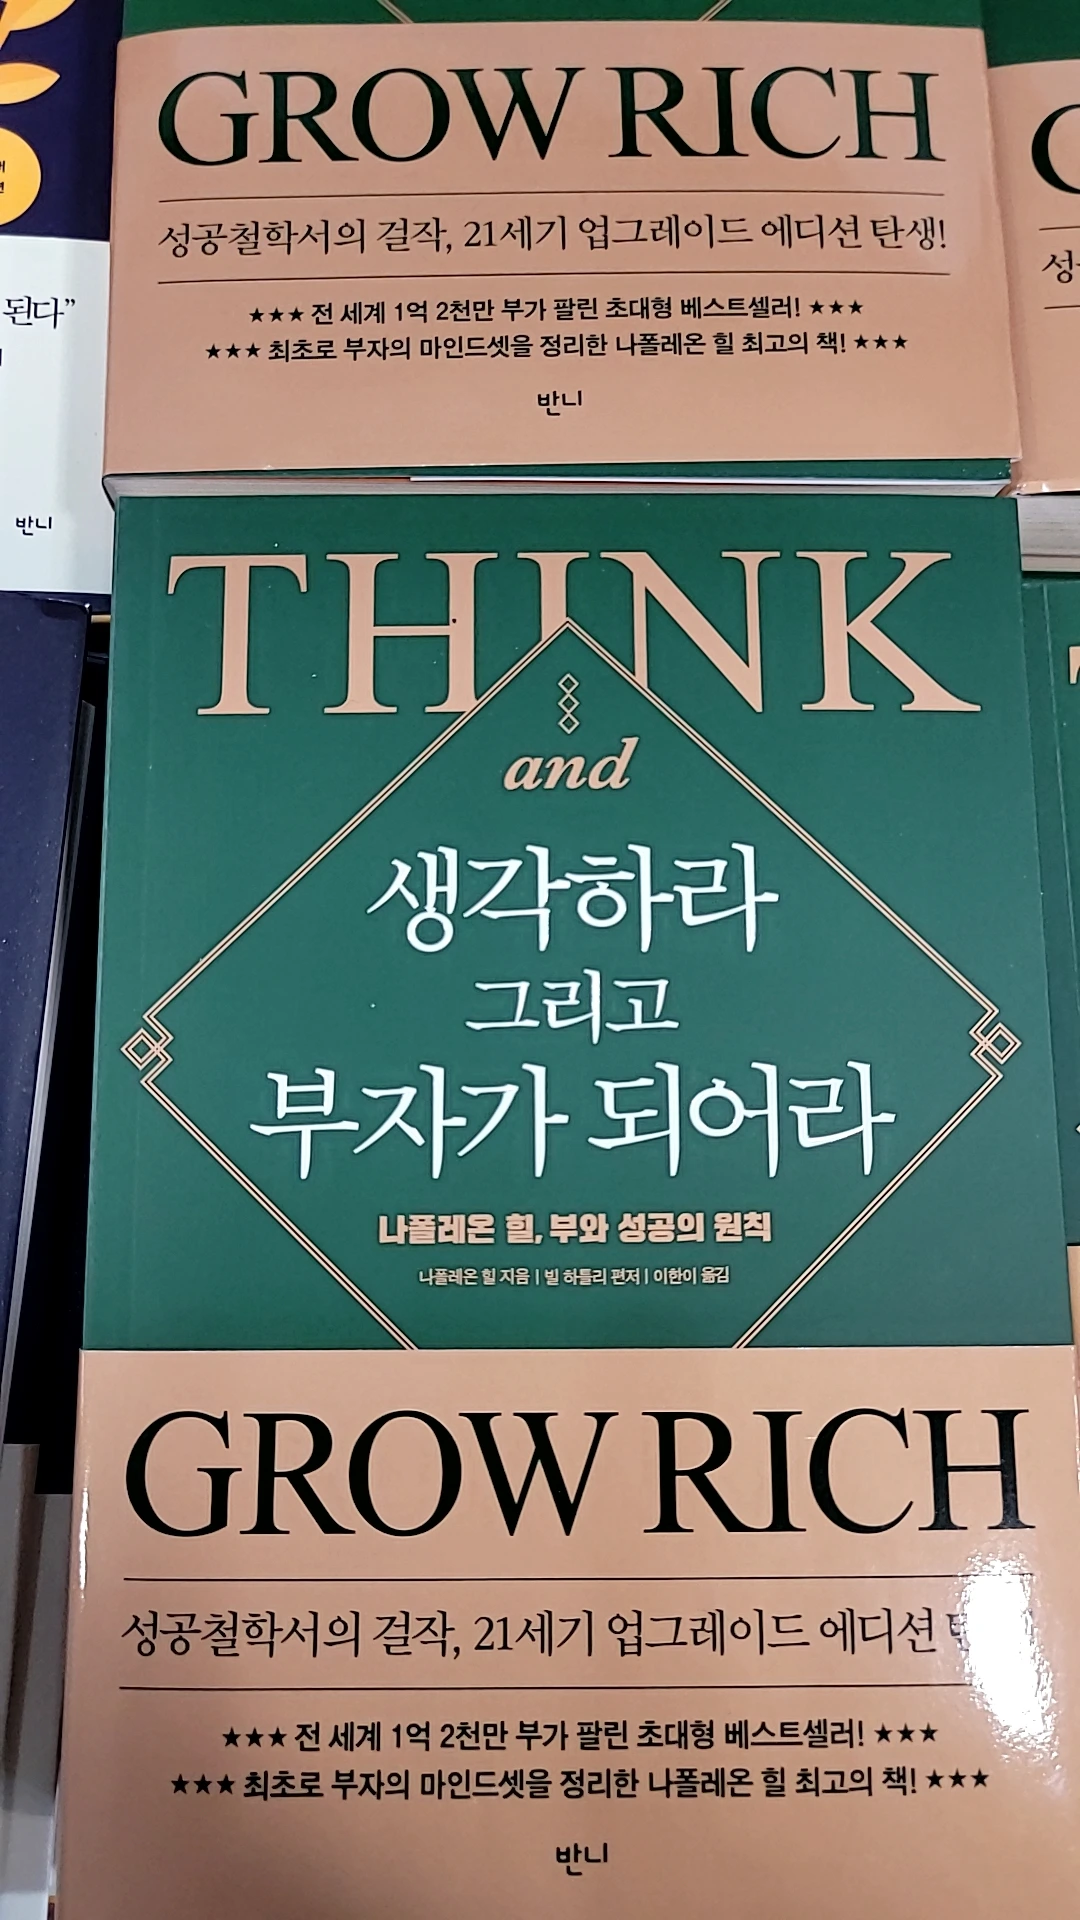 GROW RICH
성공철학서의 걸작, 21세기 업그레이드 에디션 탄생!
★★★ 전 세계 1억 2천만 부가 팔린 초대형 베스트셀러! ★★★
★★★ 최초로 부자의 마인드셋을 정리한 나폴레온 힐 최고의 책! ★★★
반니
된다”
반니
THINK
and
생각하라
그리고
부자가 되어라
나폴레온 힐, 부와 성공의 원칙
나폴레온 힐 지음 | 빌 하틀리 편저 | 이한이 옮김
GROW RICH
성공철학서의 걸작, 21세기 업그레이드 에디션
★★★ 전 세계 1억 2천만 부가 팔린 초대형 베스트셀러! ★★★
★★★ 최초로 부자의 마인드셋을 정리한 나폴레온 힐 최고의 책! ★★★
반니